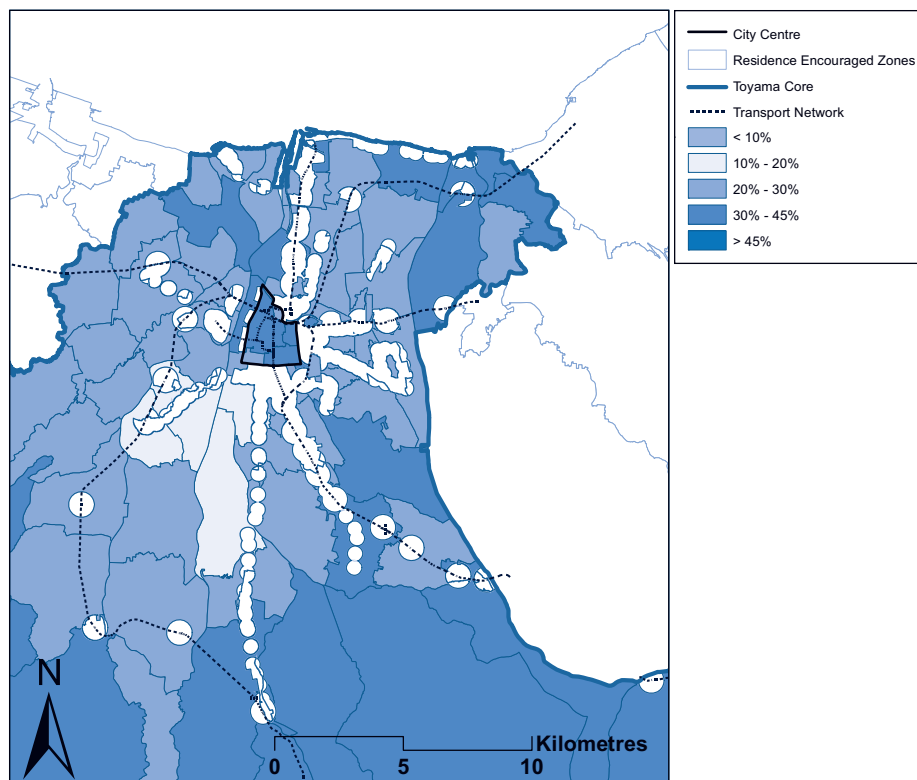 City Centre
Residence Encouraged Zones
Toyama Core
Transport Network
< 10%
10% - 20%
20% - 30%
30% - 45%
> 45%
N
Kilometres
0 5 10